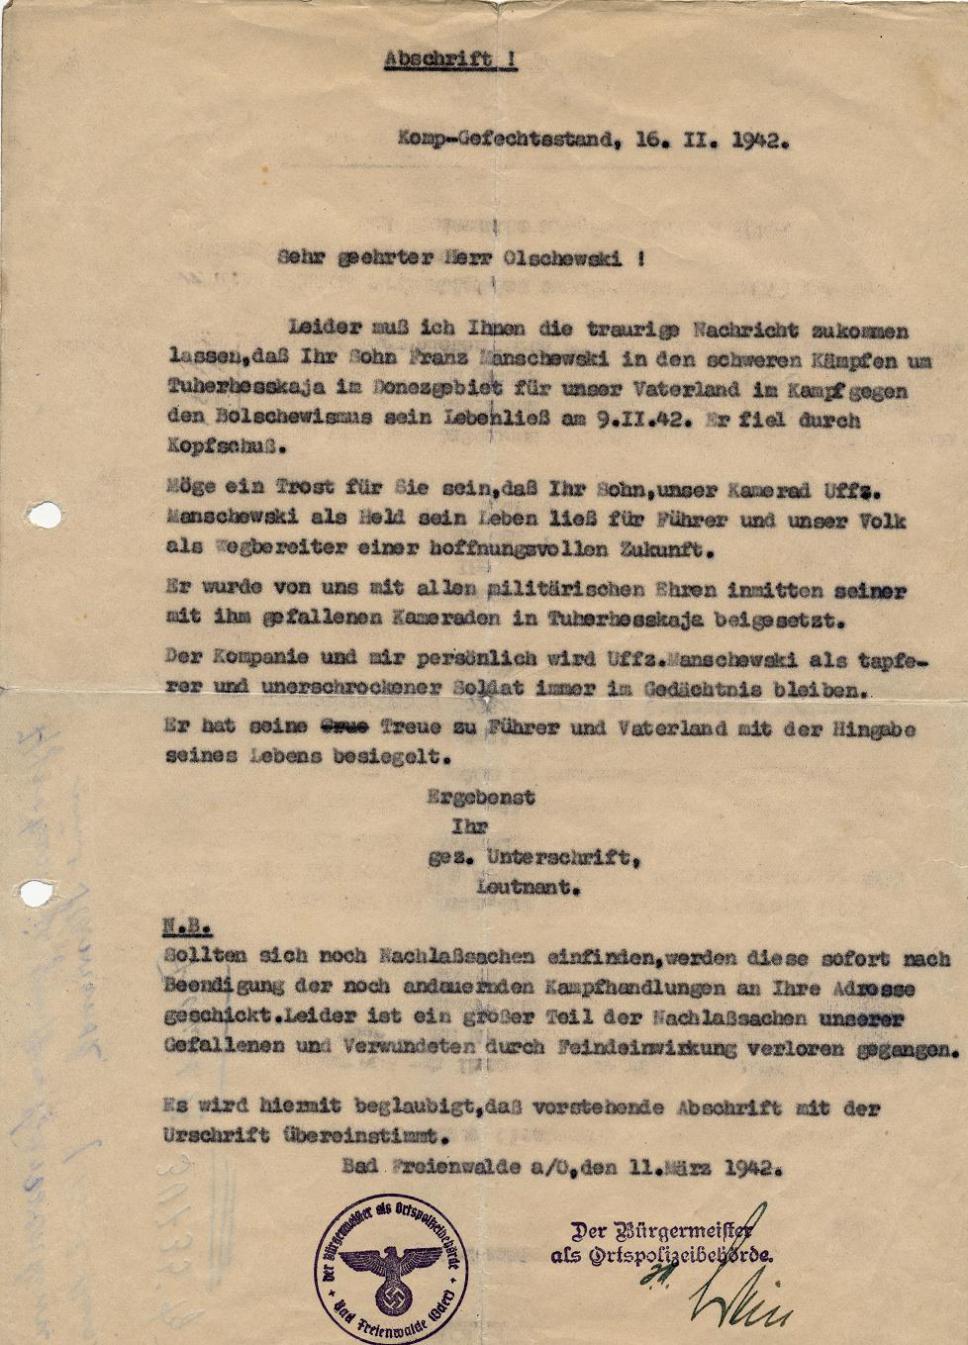 Abschrift !
Komp-Gefechtsstand, 16. II. 1942.
Sehr geehrter Herr Olschewski !
Leider muß ich Ihnen die traurige Nachricht zukommen
lassen,daß Ihr Sohn Franz Manschewski in den schweren Kämpfen um
Tuherhesskaja im Donezgebiet für unser Vaterland im Kampf gegen
den Bolschewismus sein Lebenließ am 9.II.42. Er fiel durch
Kopfschuß.
Möge ein Trost für Sie sein,daß Ihr Sohn,unser Kamerad Uffz.
Manschewski als Held sein Leben ließ für Führer und unser Volk
als Wegbereiter einer hoffnungsvollen Zukunft.
Er wurde von uns mit allen militärischen Ehren inmitten seiner
mit ihm gefallenen Kameraden in Tuherhesskaja beigesetzt.
Der Kompanie und mir persönlich wird Uffz.Manschewski als tapfe-
rer und unerschrockener Soldat immer im Gedächtnis bleiben.
Er hat seine Treue zu Führer und Vaterland mit der Hingabe
seines Lebens besiegelt.
Ergebenst
Ihr
gez. Unterschrift,
Leutnant.
N.B.
Sollten sich noch Nachlaßsachen einfinden,werden diese sofort nach
Beendigung der noch andauernden Kampfhandlungen an Ihre Adresse
geschickt.Leider ist ein großer Teil der Nachlaßsachen unserer
Gefallenen und Verwundeten durch Feindeinwirkung verloren gegangen.
Es wird hiermit beglaubigt,daß vorstehende Abschrift mit der
Urschrift übereinstimmt.
Bad Freienwalde a/O,den 11.März 1942.
Der Bürgermeister als Ortspolizeibehörde
Bad Freienwalde (Oder)
Der Bürgermeister
als Ortspolizeibehörde.